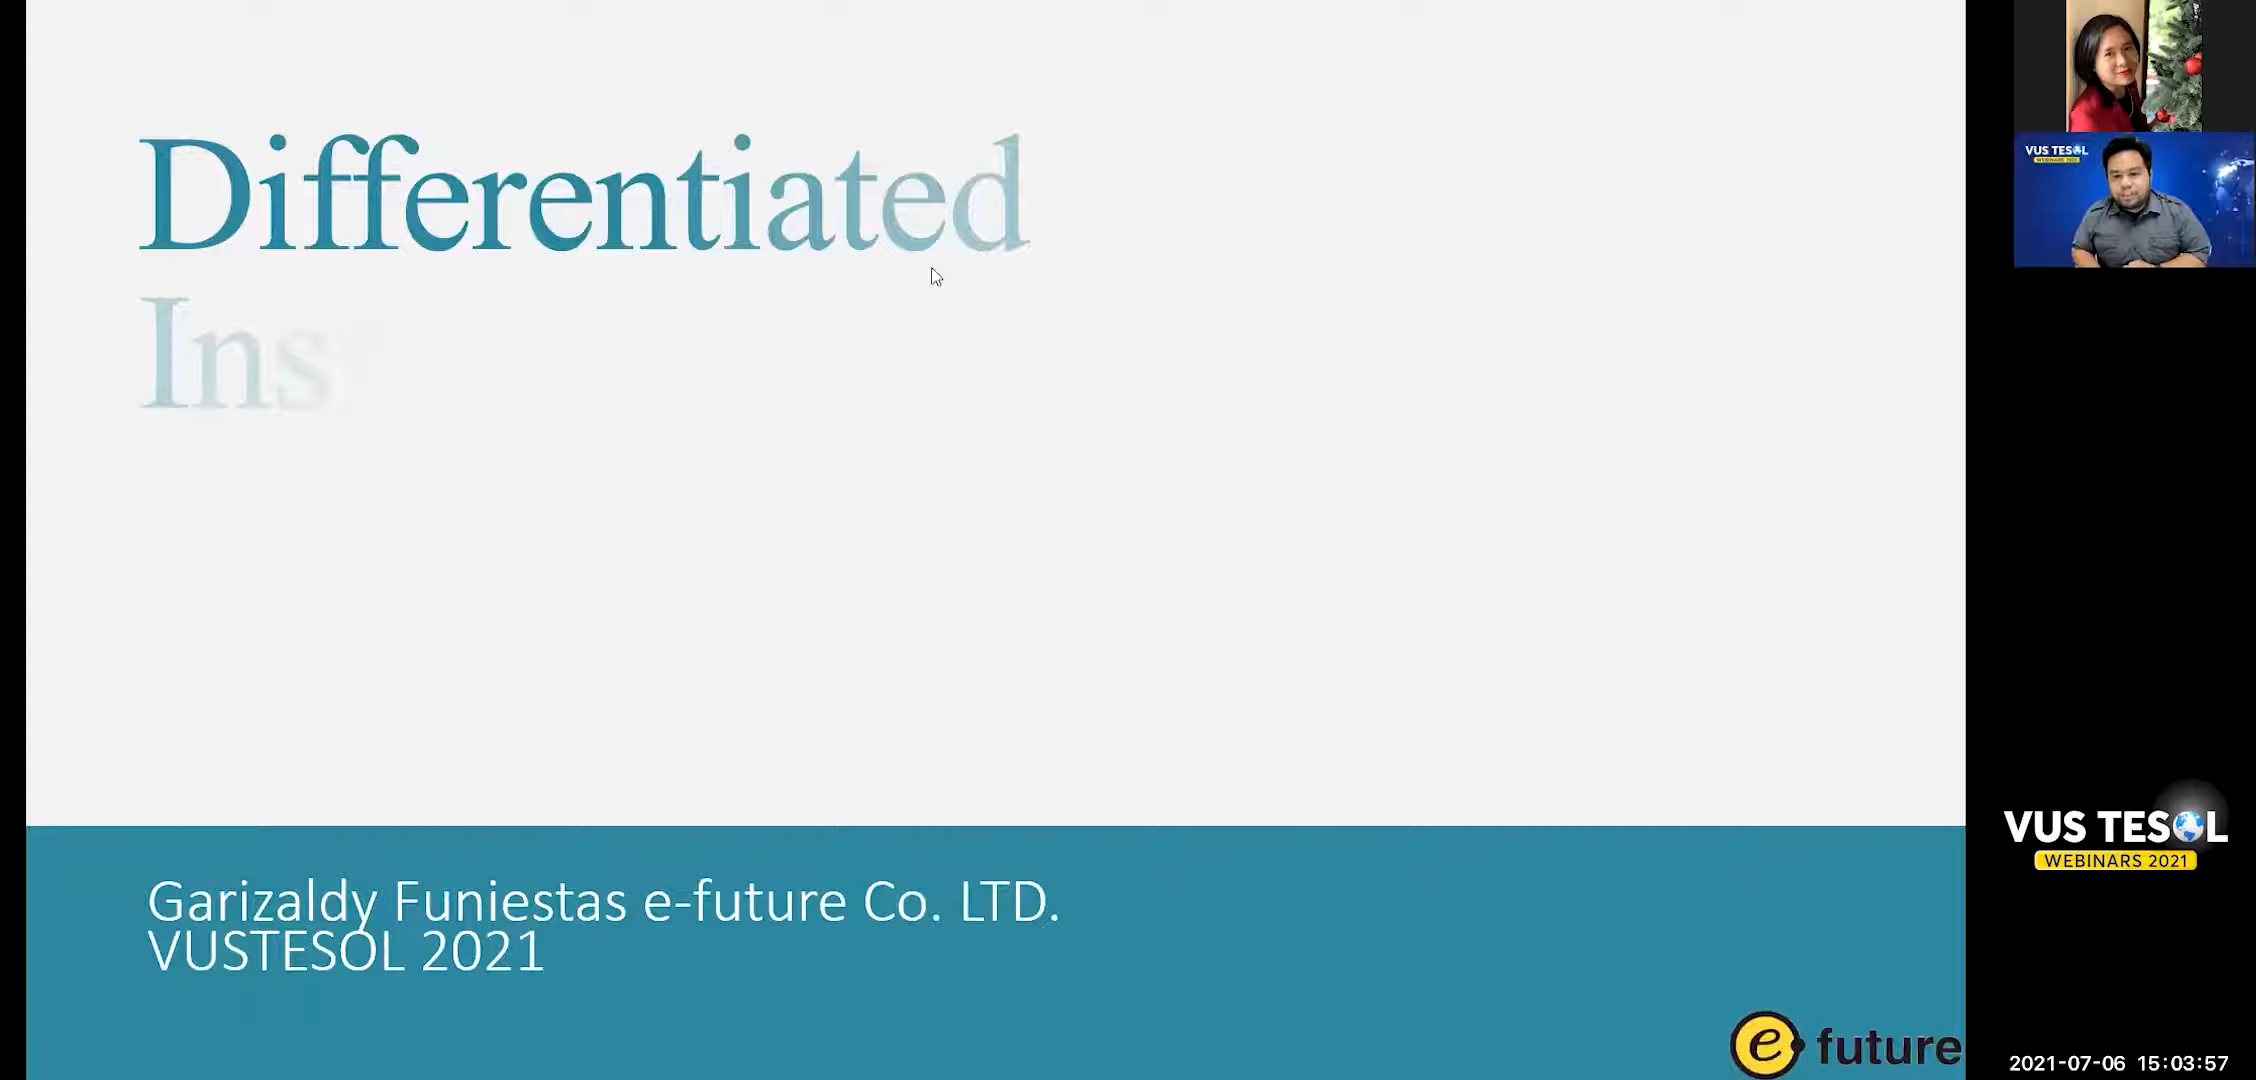 Differentiated
Ins
Garizaldy Funiestas e-future Co. LTD.
VUSTESOL 2021
e future
VUS TESOL
WEBINARS 2021
VUS TESOL
WEBINARS 2021
2021-07-06 15:03:57